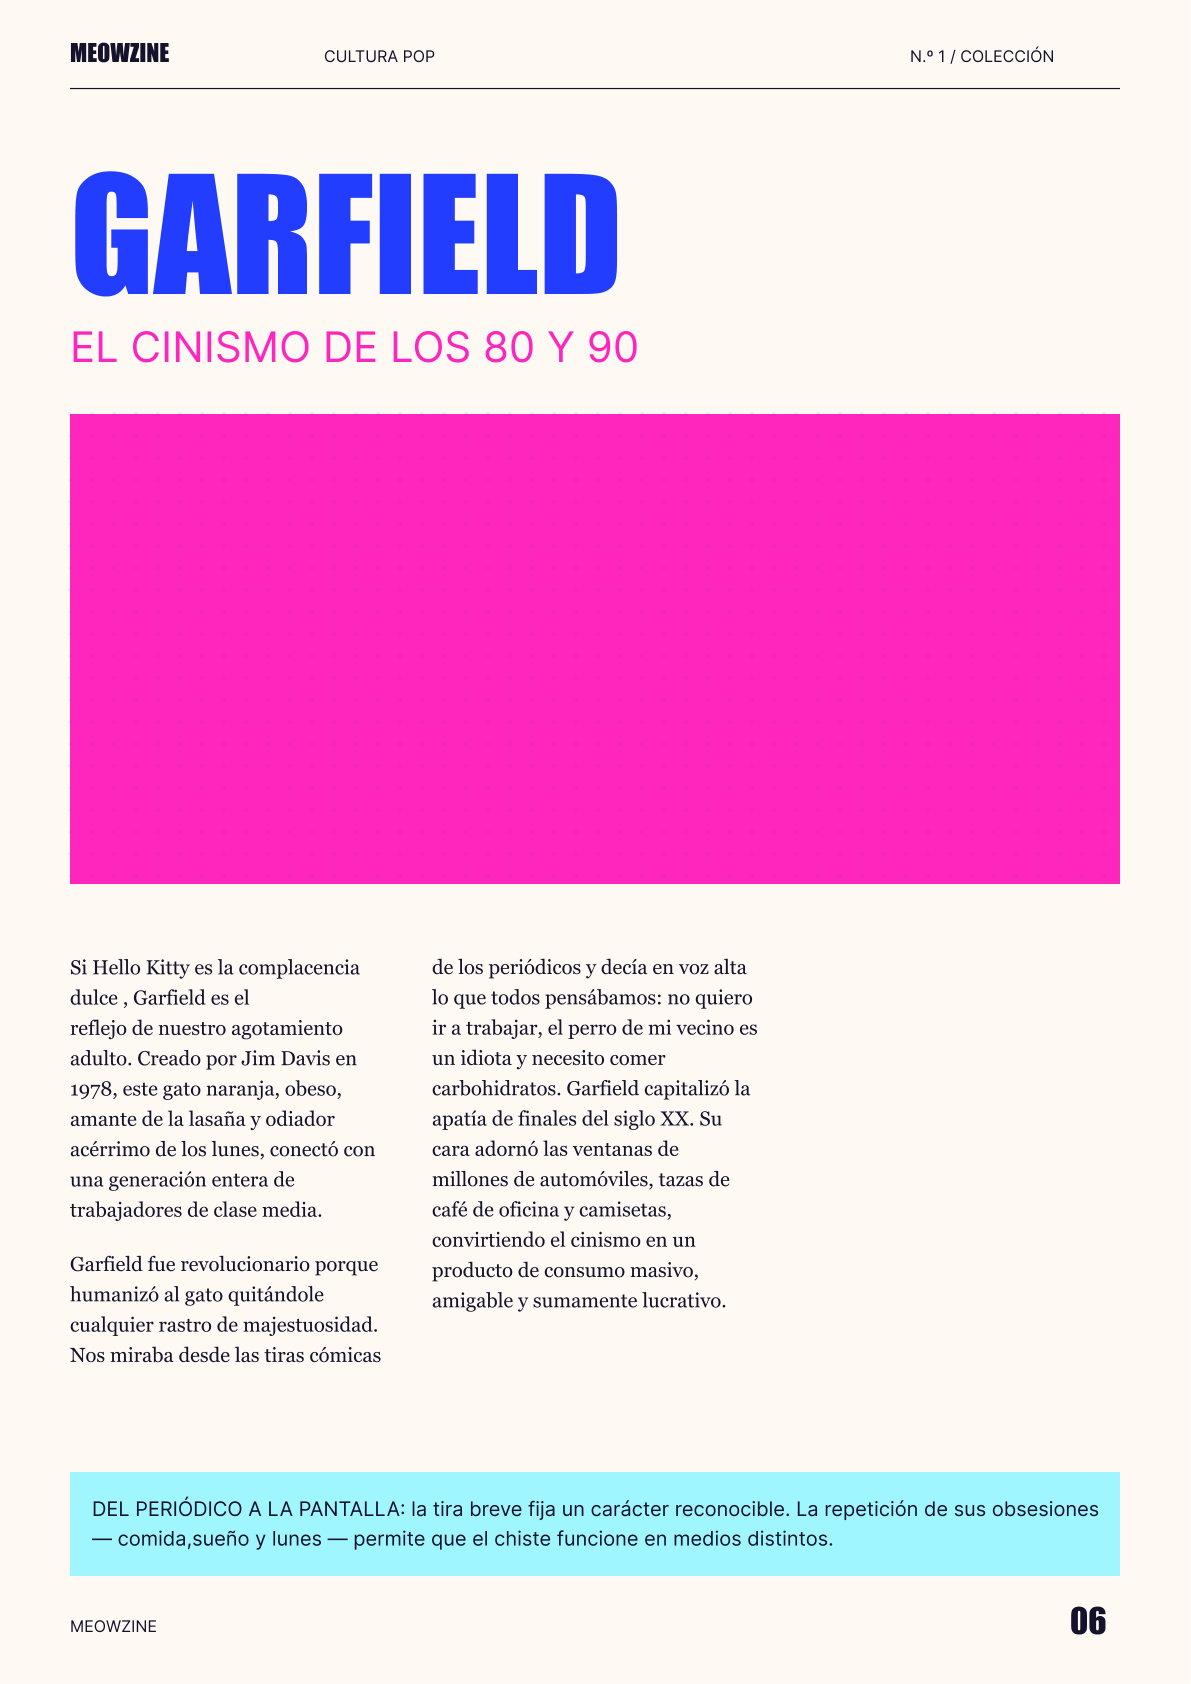 MEOWZINE
CULTURA POP
N.º 1 / COLECCIÓN
GARFIELD
EL CINISMO DE LOS 80 Y 90
Si Hello Kitty es la complacencia
dulce , Garfield es el
reflejo de nuestro agotamiento
adulto. Creado por Jim Davis en
1978, este gato naranja, obeso,
amante de la lasaña y odiador
acérrimo de los lunes, conectó con
una generación entera de
trabajadores de clase media.
Garfield fue revolucionario porque
humanizó al gato quitándole
cualquier rastro de majestuosidad.
Nos miraba desde las tiras cómicas
de los periódicos y decía en voz alta
lo que todos pensábamos: no quiero
ir a trabajar, el perro de mi vecino es
un idiota y necesito comer
carbohidratos. Garfield capitalizó la
apatía de finales del siglo XX. Su
cara adornó las ventanas de
millones de automóviles, tazas de
café de oficina y camisetas,
convirtiendo el cinismo en un
producto de consumo masivo,
amigable y sumamente lucrativo.
DEL PERIÓDICO A LA PANTALLA: la tira breve fija un carácter reconocible. La repetición de sus obsesiones
— comida,sueño y lunes — permite que el chiste funcione en medios distintos.
MEOWZINE
06